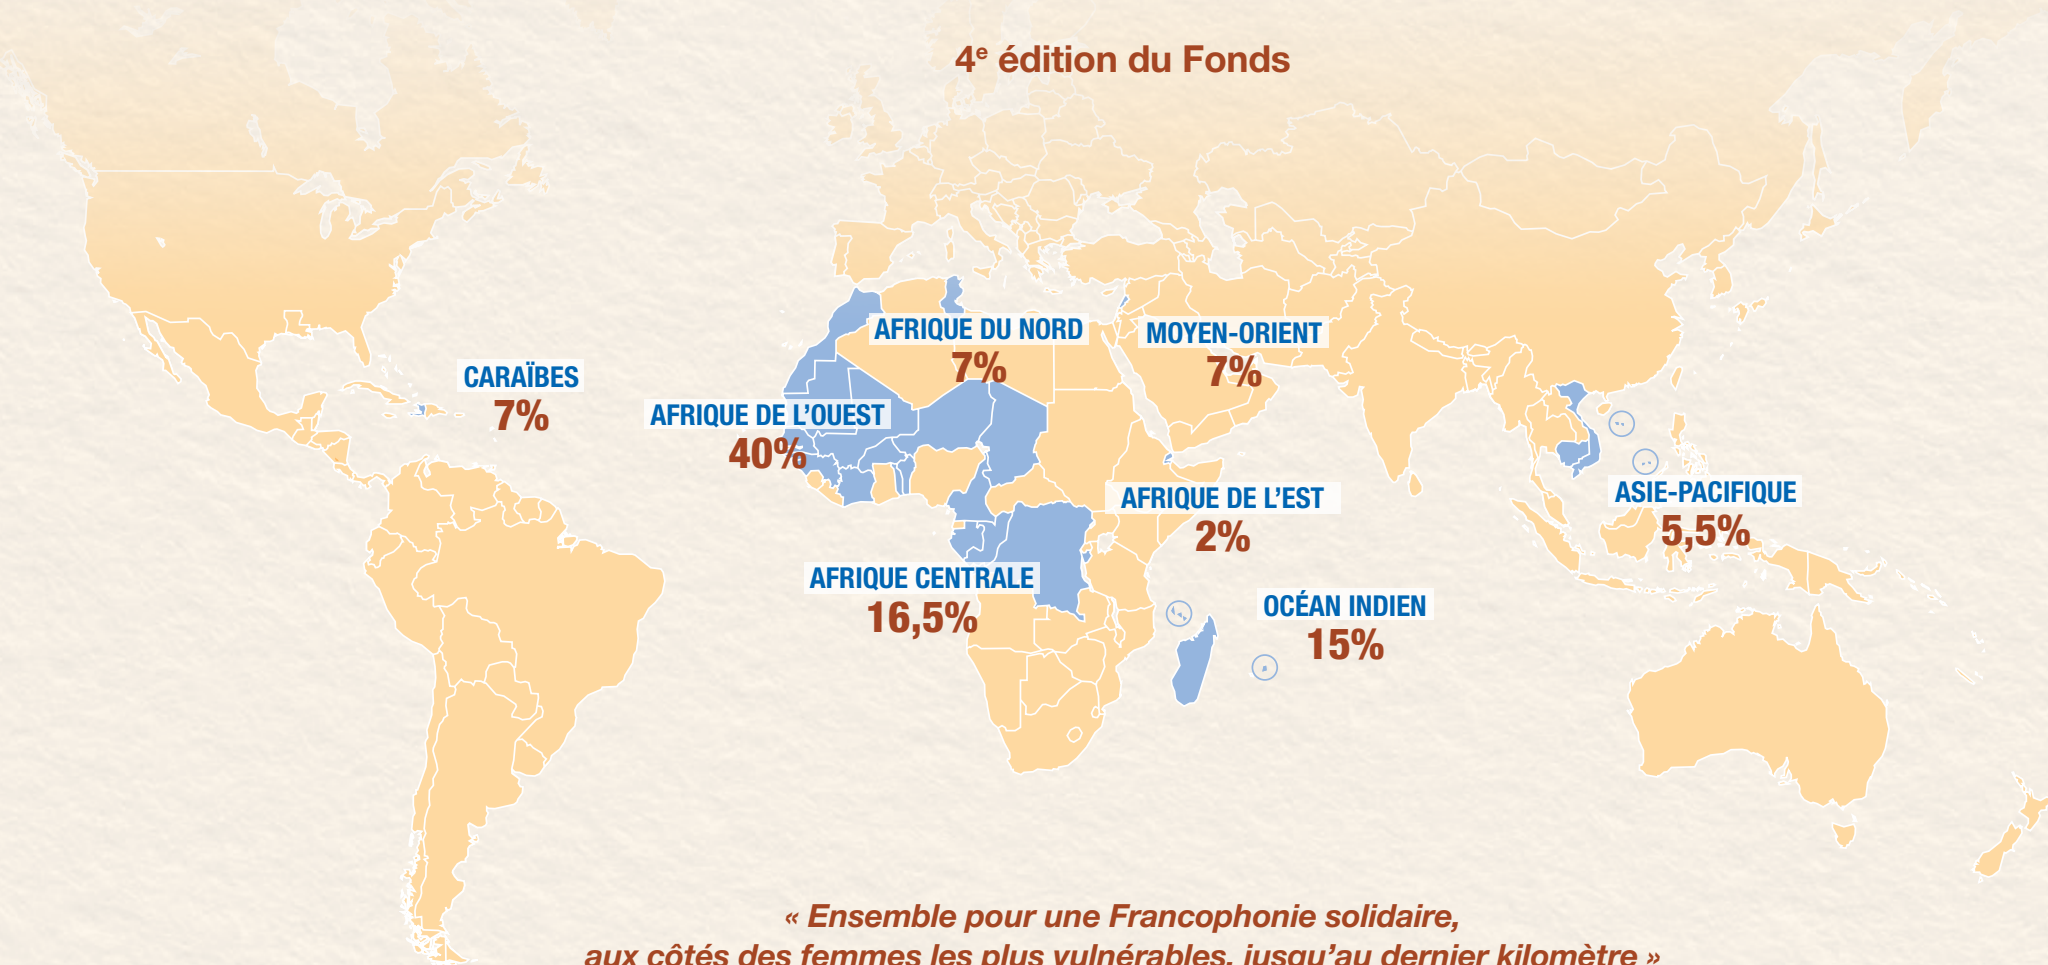 4e édition du Fonds
AFRIQUE DU NORD
7%
MOYEN-ORIENT
7%
CARAÏBES
7%
AFRIQUE DE L'OUEST
40%
AFRIQUE DE L'EST
2%
ASIE-PACIFIQUE
5,5%
AFRIQUE CENTRALE
16,5%
OCÉAN INDIEN
15%
« Ensemble pour une Francophonie solidaire,
aux côtés des femmes les plus vulnérables, jusqu'au dernier kilomètre »